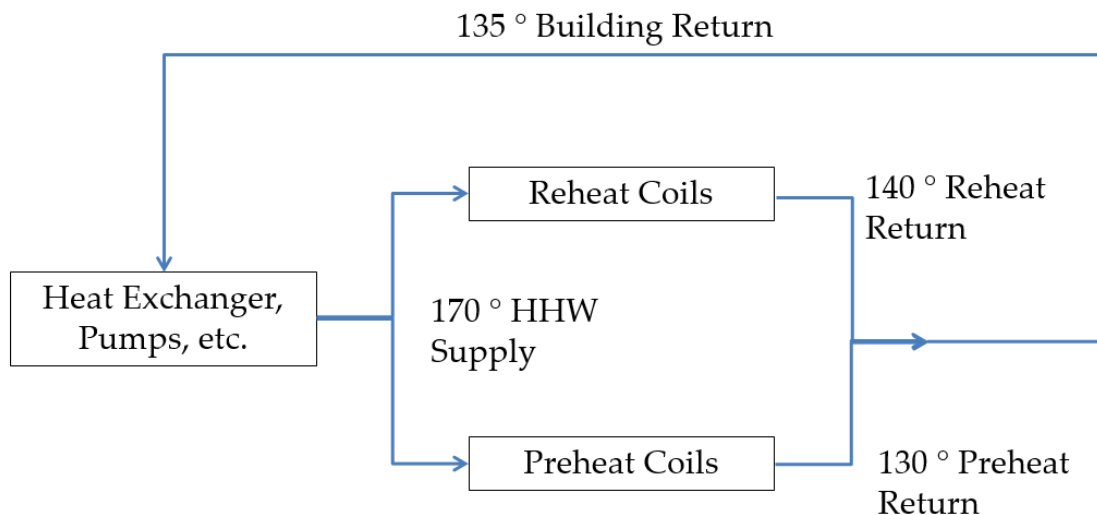 135 ° Building Return
Reheat Coils
140 ° Reheat
Return
Heat Exchanger,
Pumps, etc.
170 ° HHW
Supply
Preheat Coils
130 ° Preheat
Return